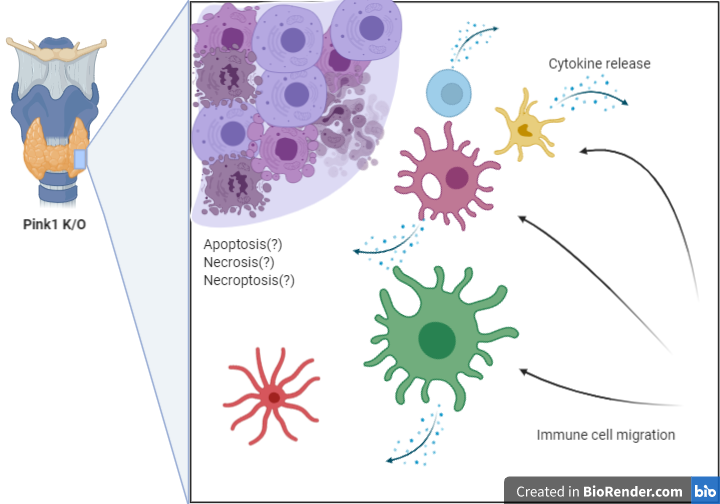 Cytokine release
Pink1 K/O
Apoptosis(?)
Necrosis(?)
Necroptosis(?)
Immune cell migration
Created in BioRender.com bio